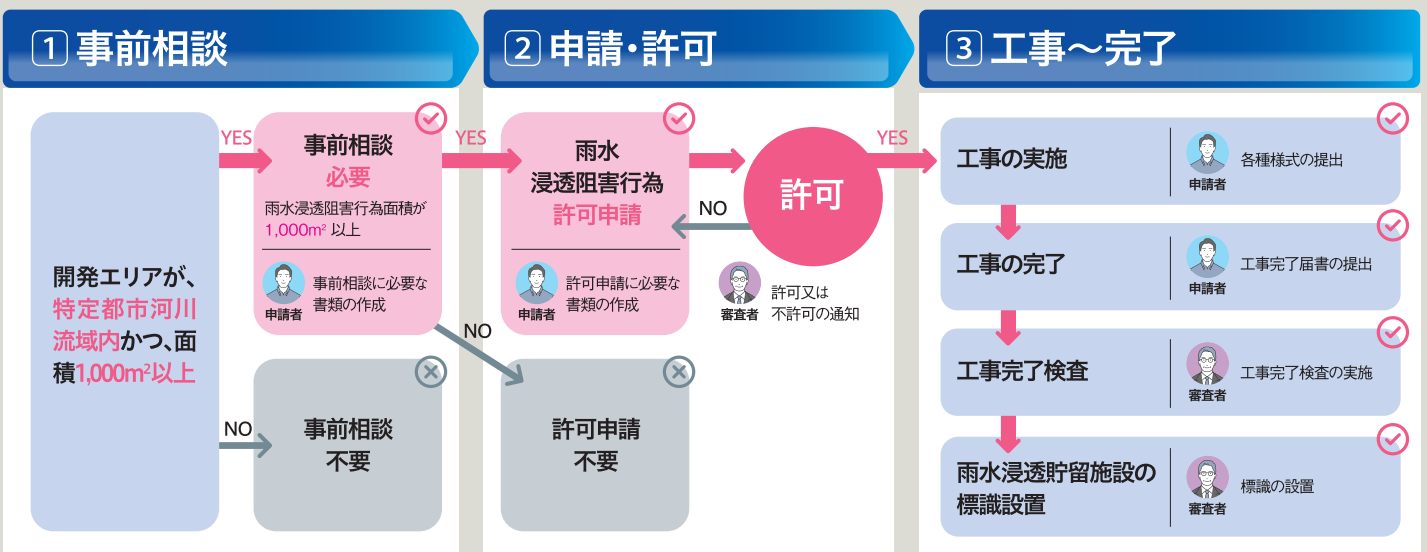 1 事前相談
2 申請・許可
3 工事～完了
開発エリアが、
特定都市河川
流域内かつ、面
積1,000m²以上
YES
NO
事前相談
必要
雨水浸透阻害行為面積が
1,000m² 以上
申請者
事前相談に必要な
書類の作成
事前相談
不要
YES
NO
雨水
浸透阻害行為
許可申請
申請者
許可申請に必要な
書類の作成
許可申請
不要
NO
許可
審査者
許可又は
不許可の通知
YES
工事の実施
申請者
各種様式の提出
工事の完了
申請者
工事完了届書の提出
工事完了検査
審査者
工事完了検査の実施
雨水浸透貯留施設の
標識設置
審査者
標識の設置